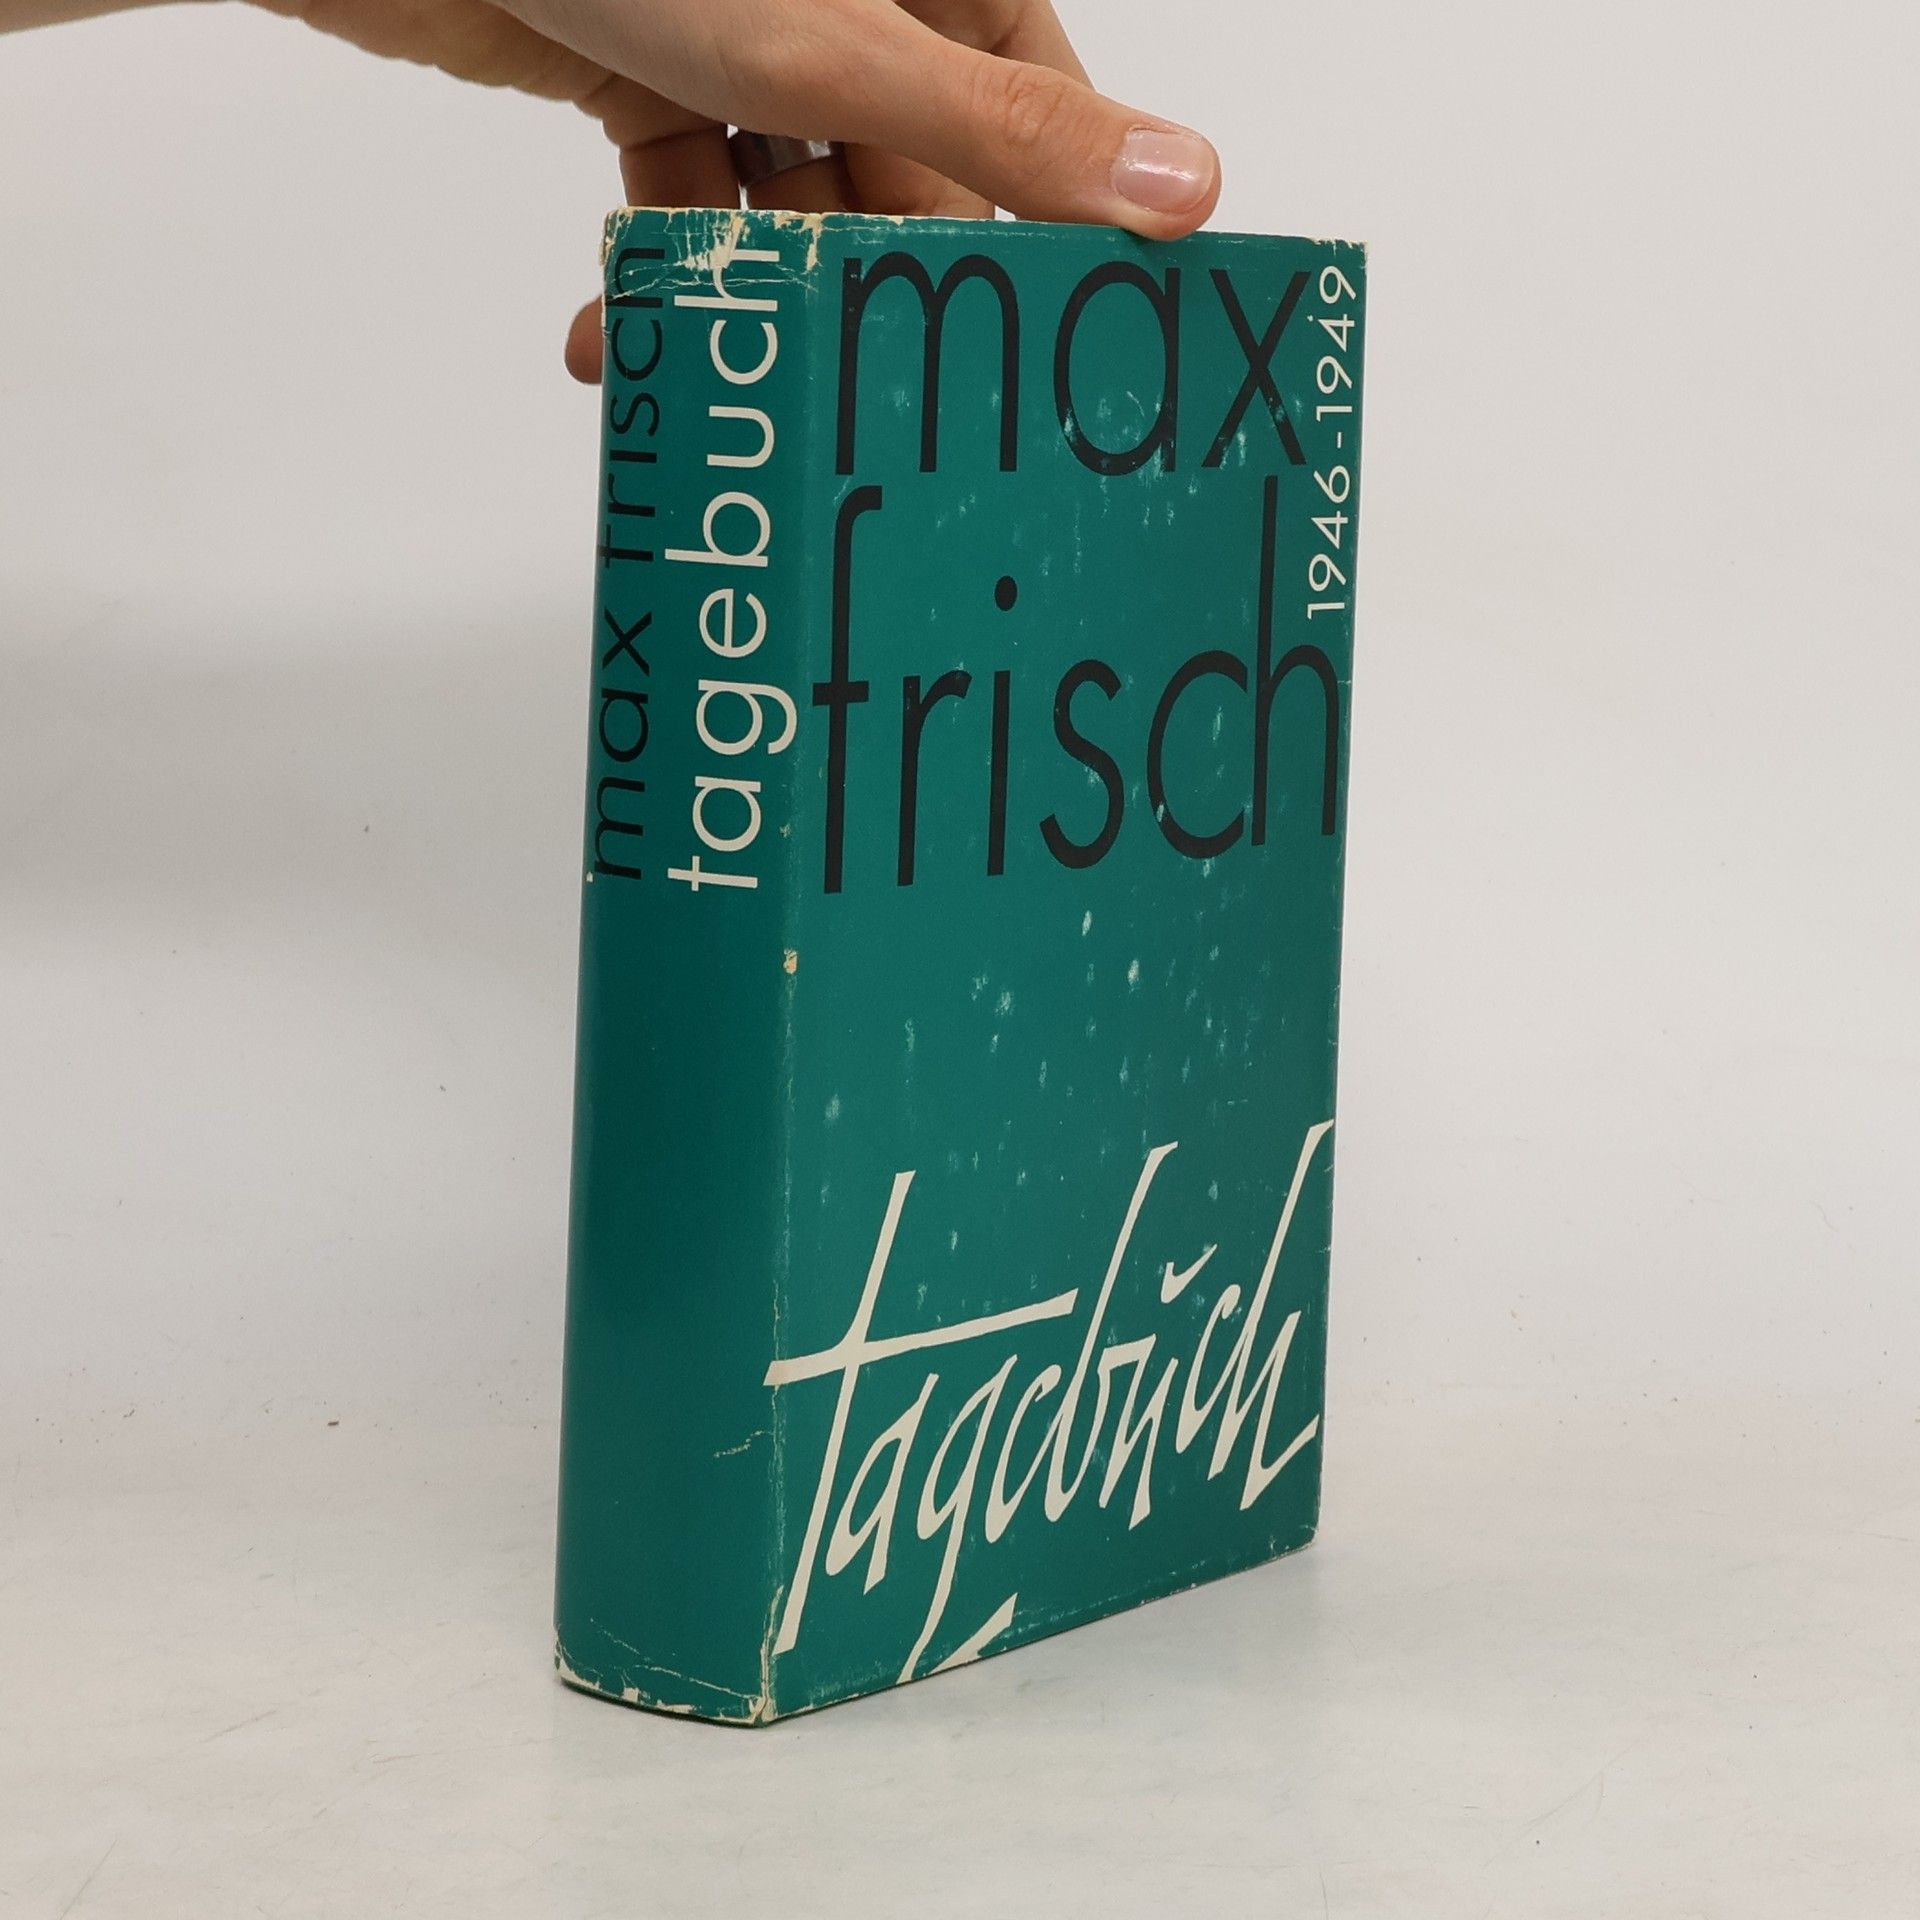 max frisch
tagebuch
max
frisch
1946-1949
Tagebuch